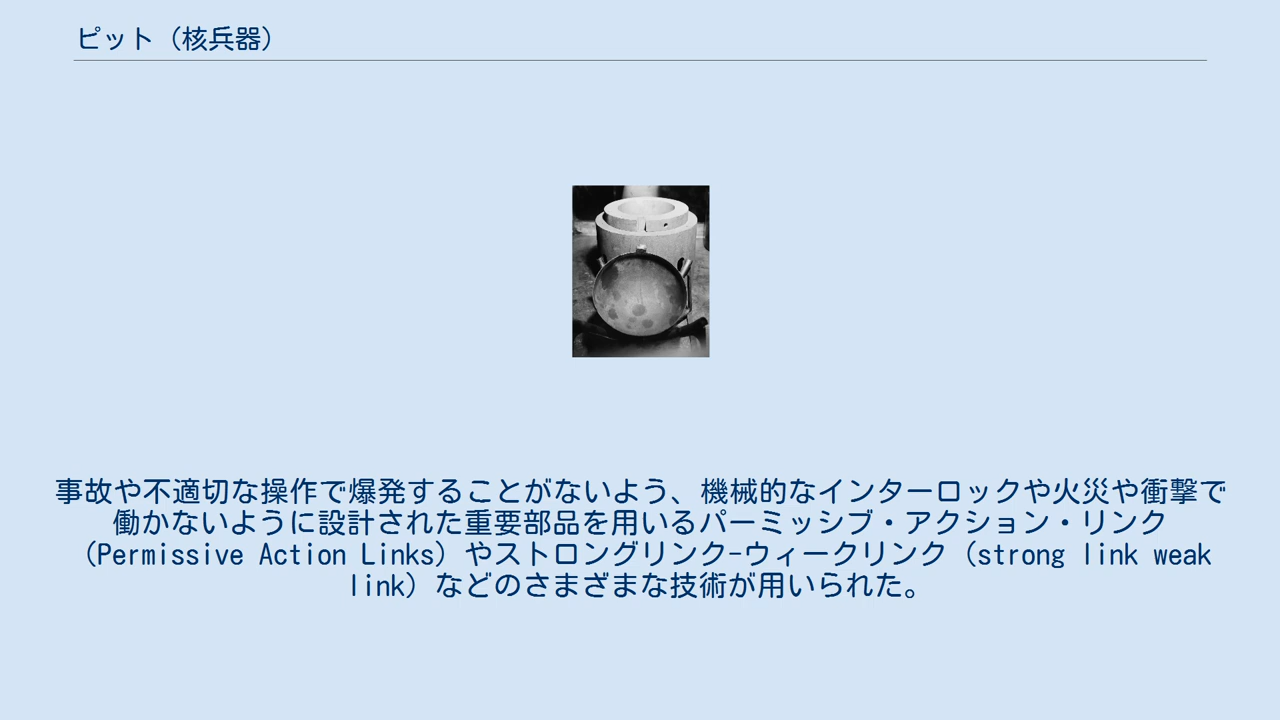 ピット（核兵器）
事故や不適切な操作で爆発することがないよう、機械的なインターロックや火災や衝撃で
働かないように設計された重要部品を用いるパーミッシブ・アクション・リンク
（Permissive Action Links）やストロングリンク-ウィークリンク（strong link weak
link）などのさまざまな技術が用いられた。